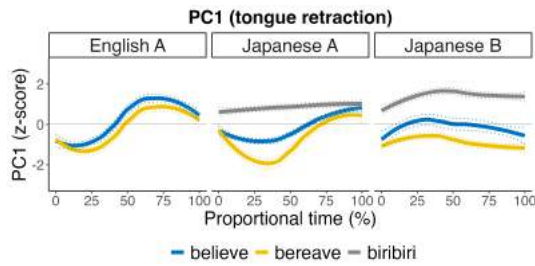 PC1 (tongue retraction)
English A
Japanese A
Japanese B
PC1 (z-score)
2
0
-2
0 25 50 75 100 0 25 50 75 100 0 25 50 75 100
Proportional time (%)
believe bereave biribiri